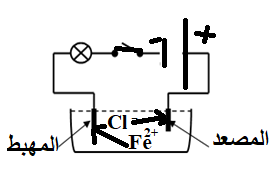 +
Cl⁻
Fe²⁺
المصعد
المهبط